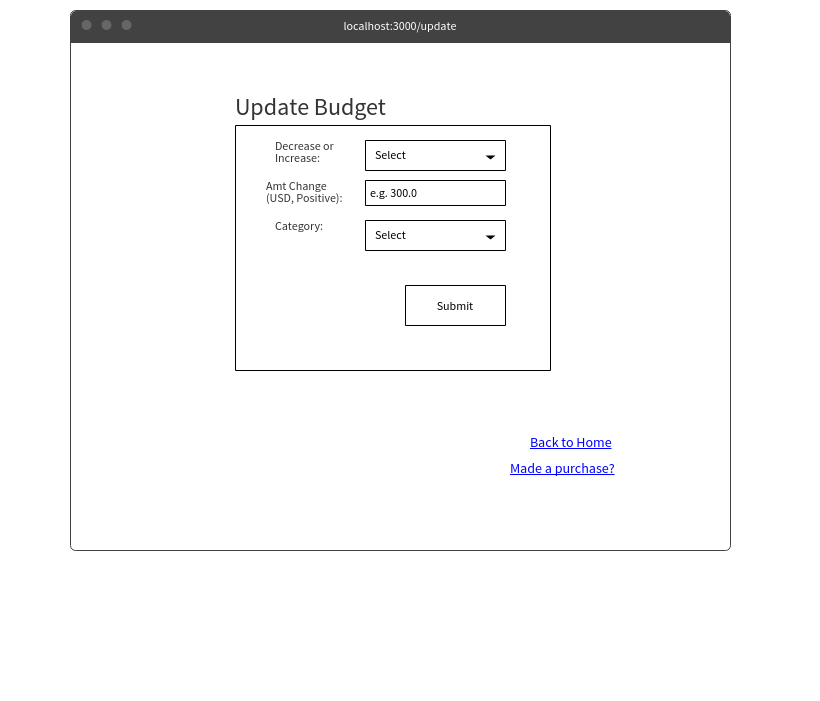 localhost:3000/update
Update Budget
Decrease or
Increase:
Select
Amt Change
(USD, Positive):
e.g. 300.0
Category:
Select
Submit
Back to Home
Made a purchase?